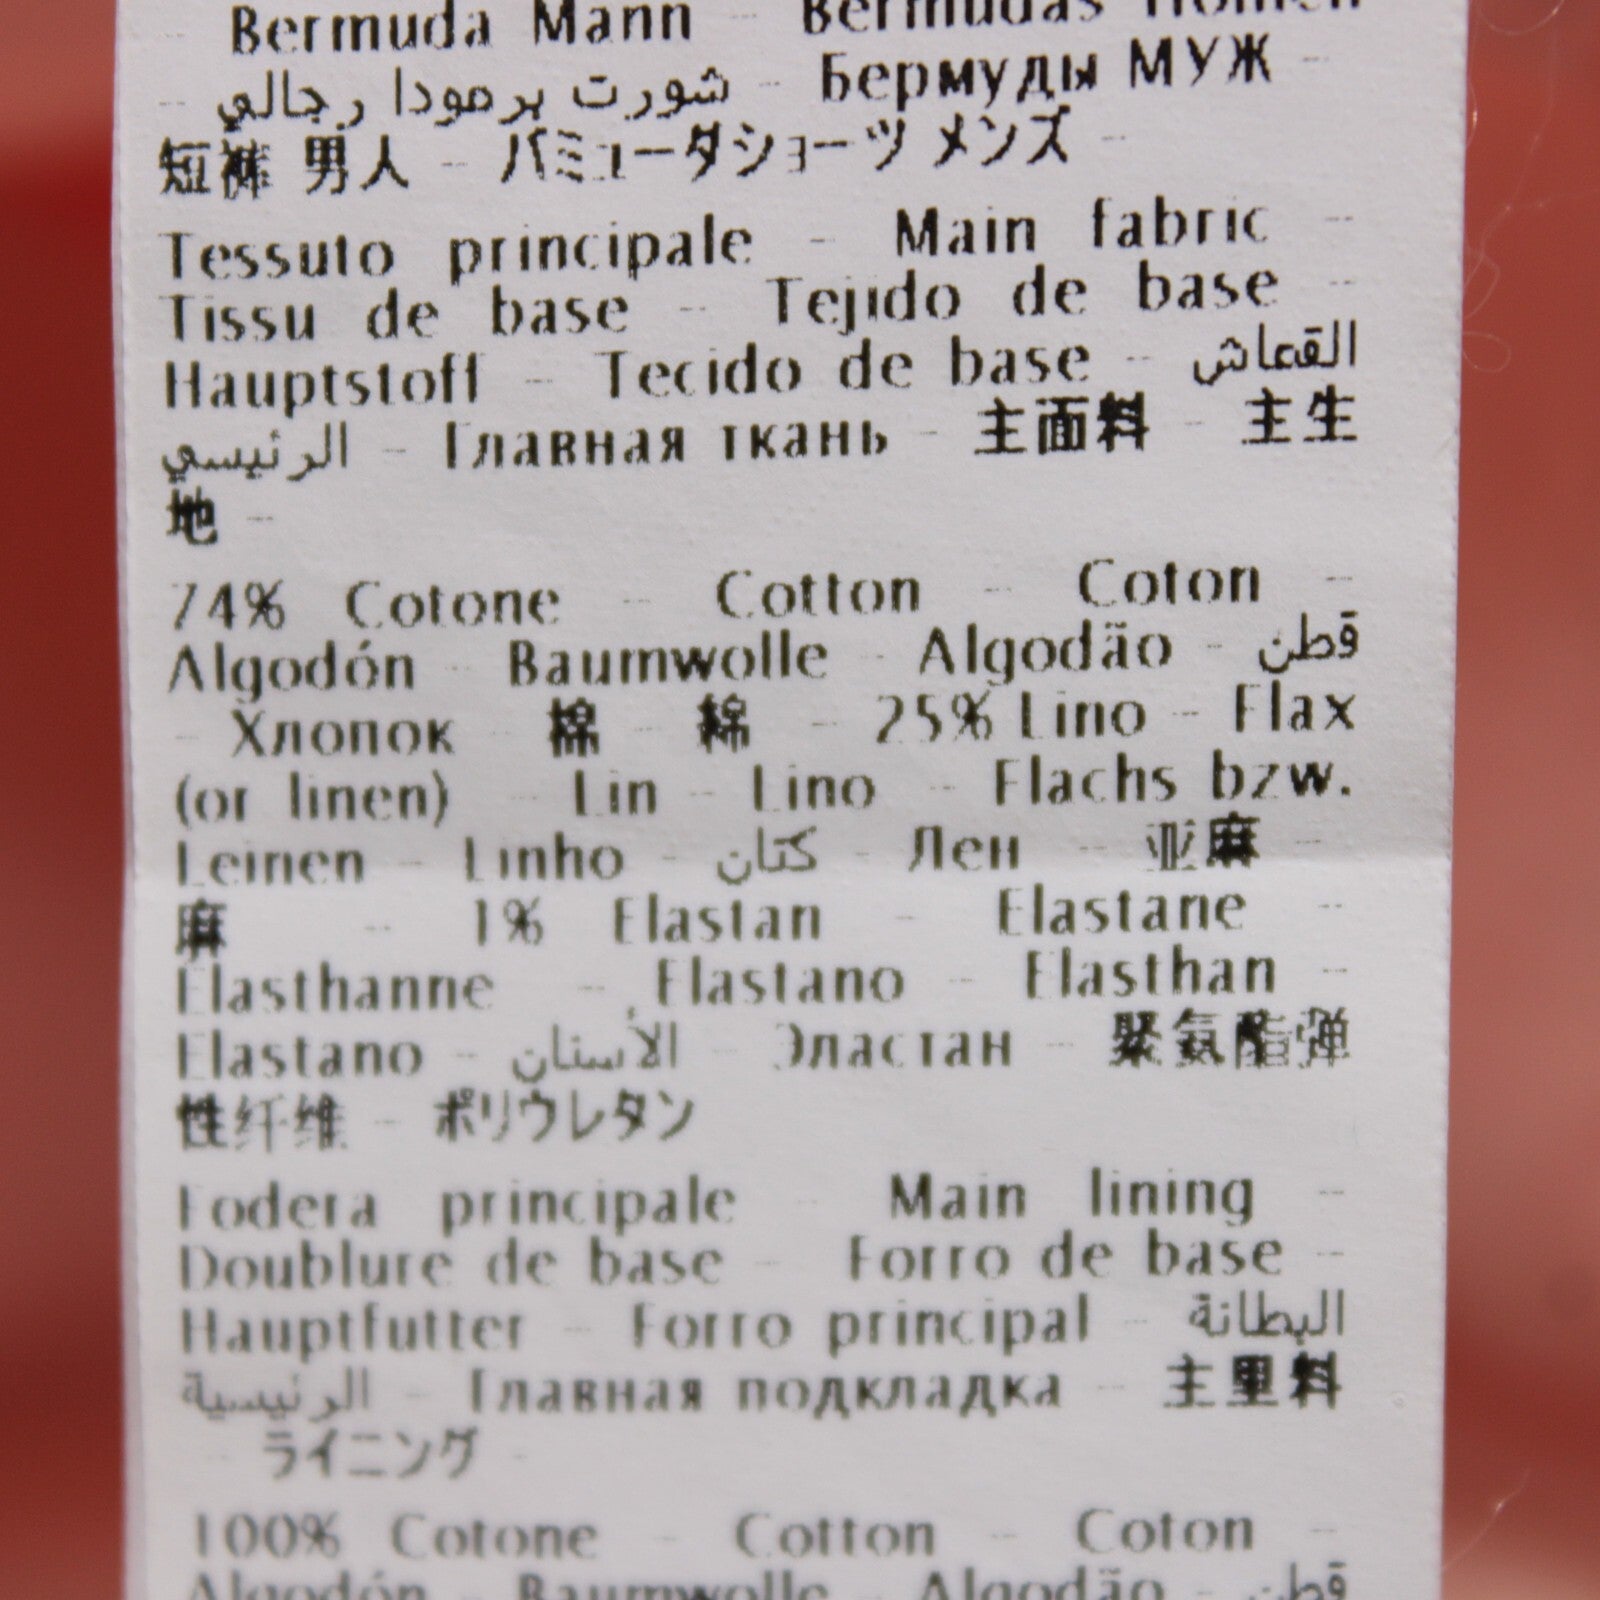 Bermuda Mann - Bermudas Homen
- شورت برمودا رجالي - Бермуды МУЖ -
短裤 男人 - バミューダショーツ メンズ -
Tessuto principale - Main fabric -
Tissu de base - Tejido de base -
Hauptstoff - Tecido de base - القماش
الرئيسي - Главная ткань - 主面料 - 主生
地 -
74% Cotone - Cotton - Coton -
Algodón - Baumwolle - Algodão - قطن
- Хлопок - 棉 - 綿 - 25% Lino - Flax
(or linen) - Lin - Lino - Flachs bzw.
Leinen - Linho - كتان - Лен - 亚麻 -
麻 - 1% Elastan - Elastane -
Elasthanne - Elastano - Elasthan -
Elastano - الأستان - Эластан - 聚氨酯弹
性纤维 - ポリウレタン
Fodera principale - Main lining -
Doublure de base - Forro de base -
Hauptfutter - Forro principal - البطانة
الرئيسية - Главная подкладка - 主里料
- ライニング -
100% Cotone - Cotton - Coton -
Algodón - Baumwolle - Algodão - قطن